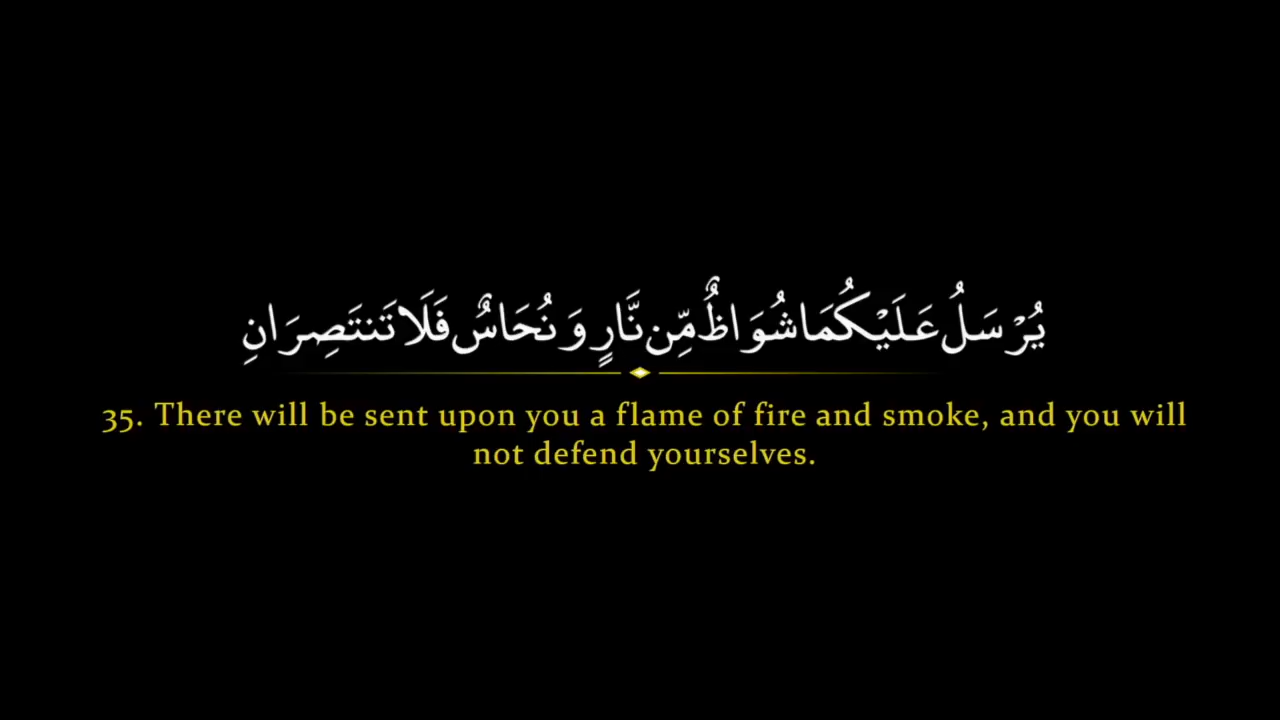 يُرْسَلُ عَلَيْكُمَا شُوَاظٌ مِّن نَّارٍ وَنُحَاسٌ فَلَا تَنتَصِرَانِ
35. There will be sent upon you a flame of fire and smoke, and you will
not defend yourselves.